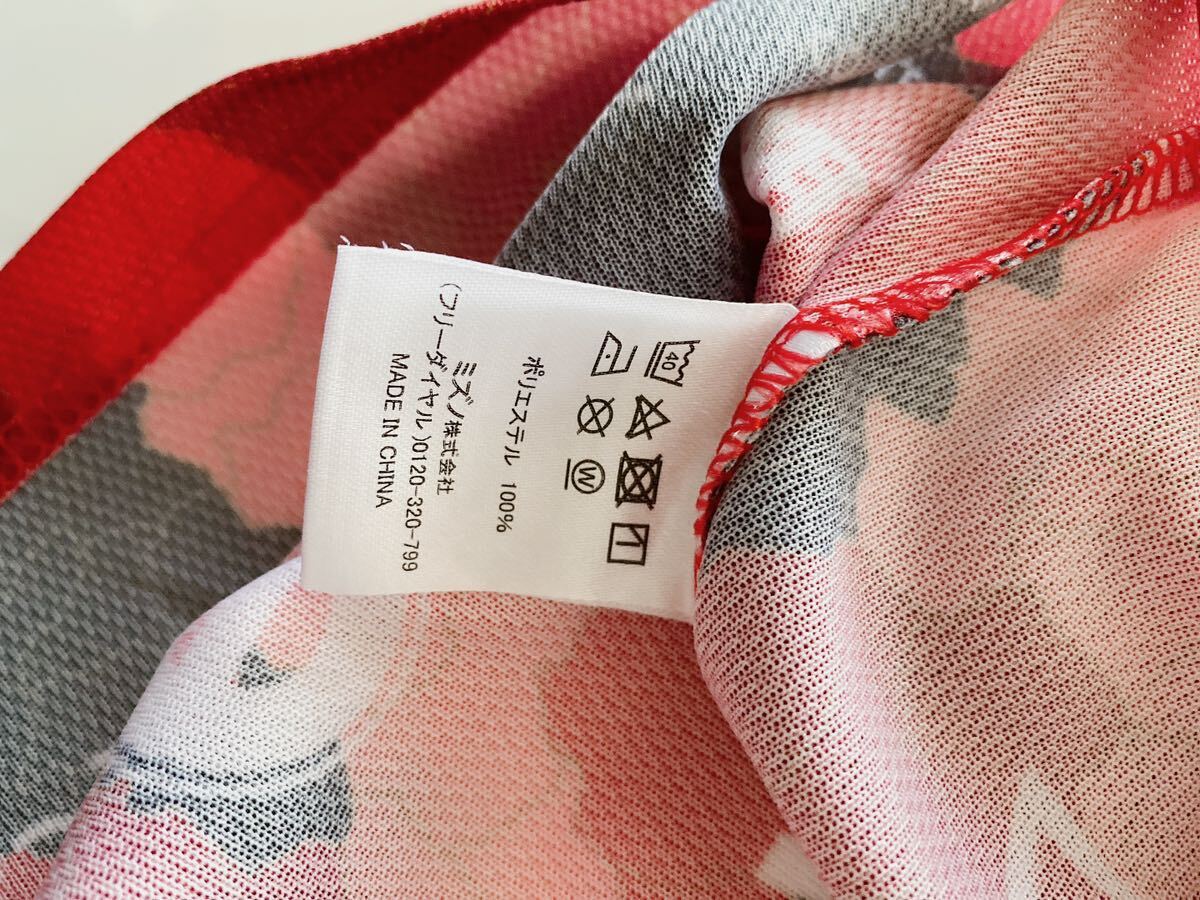 40
W
ポリエステル 100%
ミズノ株式会社
(フリーダイヤル)0120-320-799
MADE IN CHINA